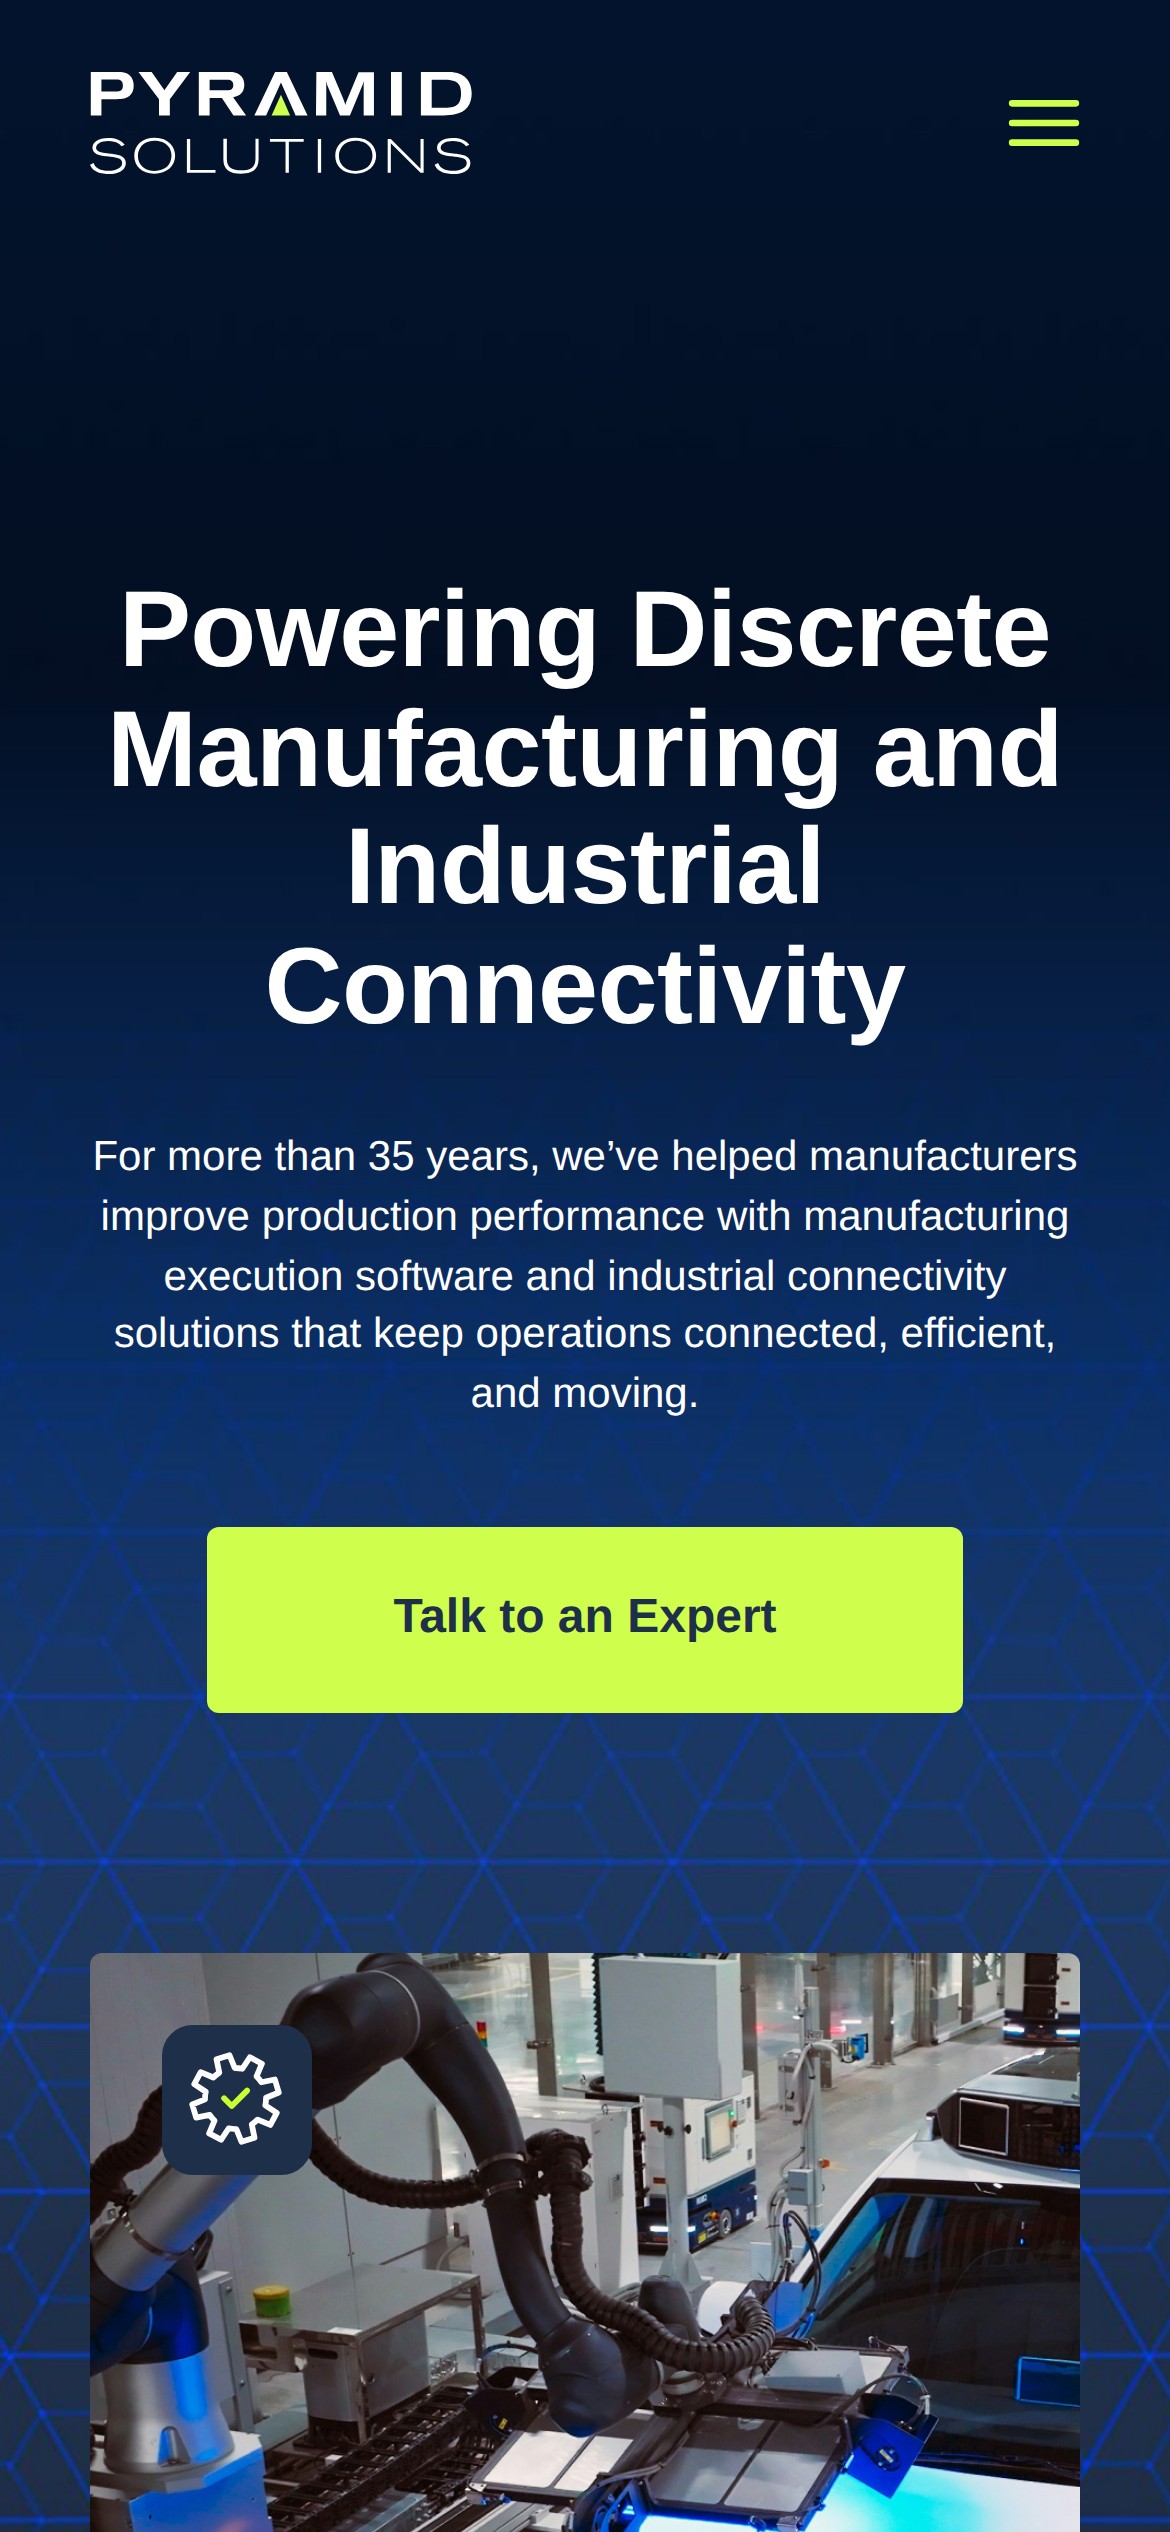 PYRAMID
SOLUTIONS
Powering Discrete
Manufacturing and
Industrial
Connectivity
For more than 35 years, we’ve helped manufacturers
improve production performance with manufacturing
execution software and industrial connectivity
solutions that keep operations connected, efficient,
and moving.
Talk to an Expert